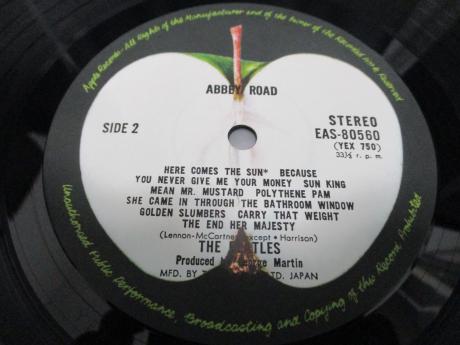 Apple Records-All Rights of the Manufacturer and of the Owner of the Recorded Work Reserved
ABBEY ROAD
SIDE 2
STEREO
EAS-80560
(YEX 750)
33⅓ r.p.m.
HERE COMES THE SUN* BECAUSE
YOU NEVER GIVE ME YOUR MONEY SUN KING
MEAN MR. MUSTARD POLYTHENE PAM
SHE CAME IN THROUGH THE BATHROOM WINDOW
GOLDEN SLUMBERS CARRY THAT WEIGHT
THE END HER MAJESTY
(Lennon-McCartney except * Harrison)
THE BEATLES
Produced by George Martin
MFD. BY LTD. JAPAN
Unauthorised Public Performance, Broadcasting and Copying of this Record Prohibited